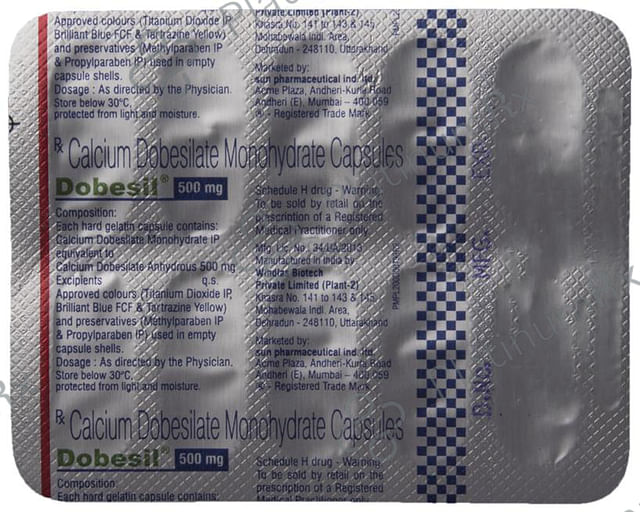 Approved colours (Titanium Dioxide IP
Brilliant Blue FCF & Tartrazine Yellow)
and preservatives (Methylparaben IP
& Propylparaben IP) used in empty
capsule shells.
Dosage : As directed by the Physician.
Store below 30°C,
protected from light and moisture.
Private Limited (Plant-2)
Khasra No. 141 to 143 & 145,
Mohabewala Indl. Area,
Dehradun - 248110, Uttarakhand
Marketed by:
sun pharmaceutical ind. ltd.
Acme Plaza, Andheri-Kurla Road
Andheri (E), Mumbai – 400 059
® - Registered Trade Mark
Rx Calcium Dobesilate Monohydrate Capsules
Dobesil® 500 mg
Composition:
Each hard gelatin capsule contains:
Calcium Dobesilate Monohydrate IP
equivalent to
Calcium Dobesilate Anhydrous 500 mg
Excipients q.s.
Approved colours (Titanium Dioxide IP,
Brilliant Blue FCF & Tartrazine Yellow)
and preservatives (Methylparaben IP
& Propylparaben IP) used in empty
capsule shells.
Dosage : As directed by the Physician.
Store below 30°C,
protected from light and moisture.
Schedule H drug - Warning:
To be sold by retail on the
prescription of a Registered
Medical Practitioner only.
Mfg. Lic. No.:
Manufactured in India by:
Windlas Biotech
Private Limited (Plant-2)
Khasra No. 141 to 143 & 145,
Mohabewala Indl. Area,
Dehradun - 248110, Uttarakhand
Marketed by:
sun pharmaceutical ind. ltd.
Acme Plaza, Andheri-Kurla Road
Andheri (E), Mumbai – 400 059
® - Registered Trade Mark
EXP.
MFG.
B.No.
Rx Calcium Dobesilate Monohydrate Capsules
Dobesil® 500 mg
Composition
Each hard gelatin capsule contains:
Schedule H drug - Warning:
To be sold by retail on the
prescription of a Registered
Medical Practitioner only.